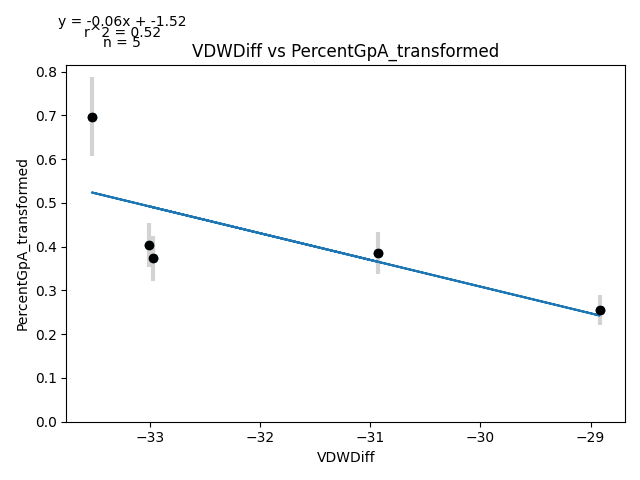 y = -0.06x + -1.52
r^2 = 0.52
n = 5
VDWDiff vs PercentGpA_transformed
0.8
0.7
0.6
0.5
0.4
0.3
0.2
0.1
0.0
PercentGpA_transformed
−33
−32
−31
−30
−29
VDWDiff